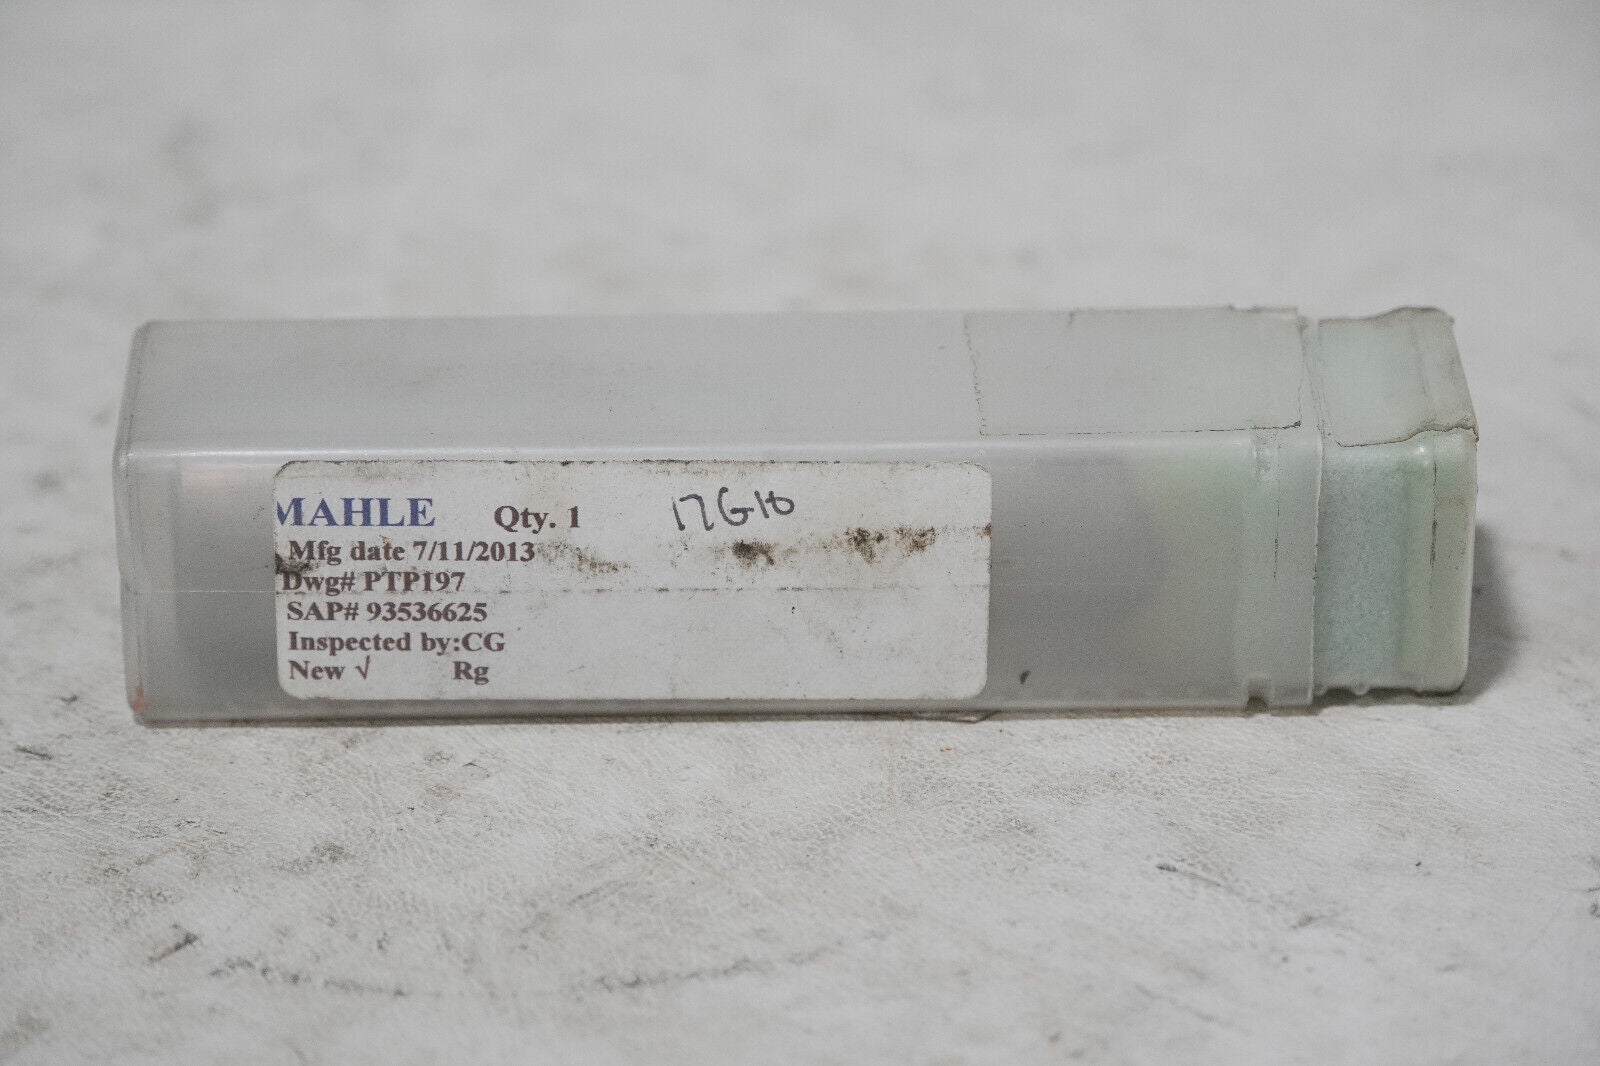 MAHLE Qty. 1 17G10
Mfg date 7/11/2013
Dwg# PTP197
SAP# 93536625
Inspected by:CG
New √ Rg